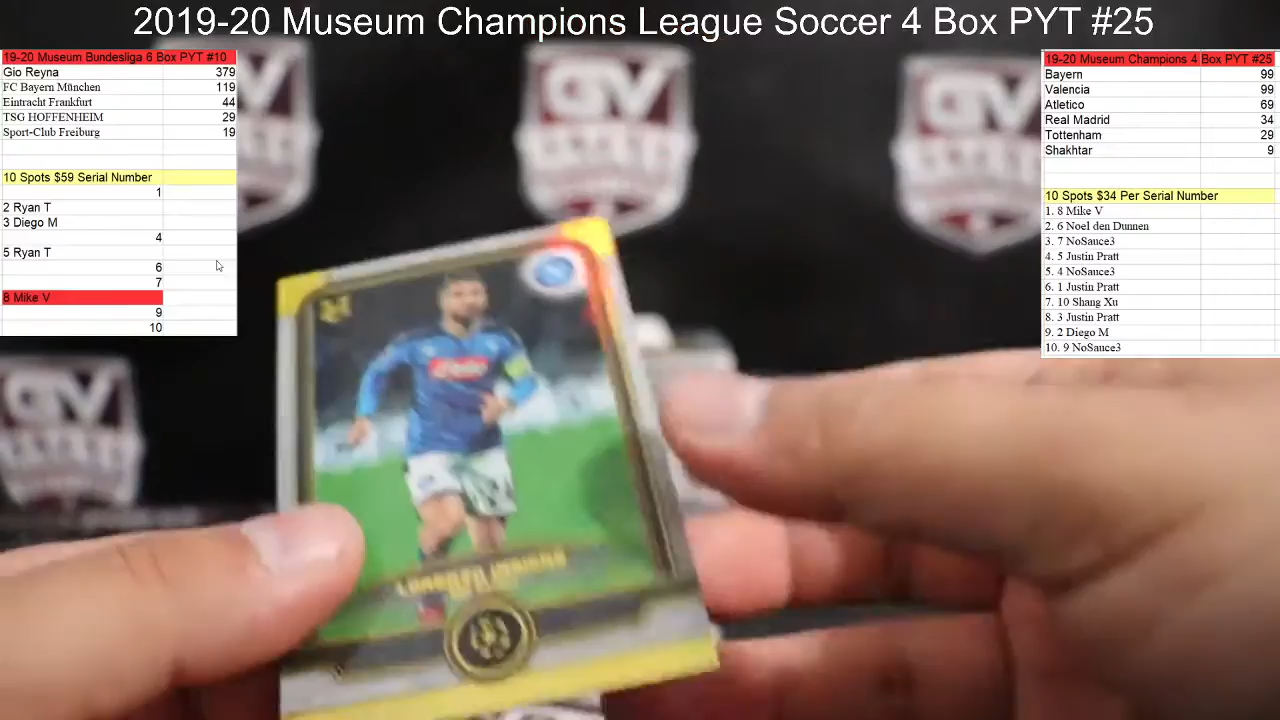 2019-20 Museum Champions League Soccer 4 Box PYT #25
19-20 Museum Bundesliga 6 Box PYT #10
Gio Reyna 379
FC Bayern München 119
Eintracht Frankfurt 44
TSG HOFFENHEIM 29
Sport-Club Freiburg 19
10 Spots $59 Serial Number
1
2 Ryan T
3 Diego M
4
5 Ryan T
6
7
8 Mike V
9
10
19-20 Museum Champions 4 Box PYT #25
Bayern 99
Valencia 99
Atletico 69
Real Madrid 34
Tottenham 29
Shakhtar 9
10 Spots $34 Per Serial Number
1. 8 Mike V
2. 6 Noel den Dunnen
3. 7 NoSauce3
4. 5 Justin Pratt
5. 4 NoSauce3
6. 1 Justin Pratt
7. 10 Shang Xu
8. 3 Justin Pratt
9. 2 Diego M
10. 9 NoSauce3
GV
GV
GV
GV
LORENZO INSIGNE